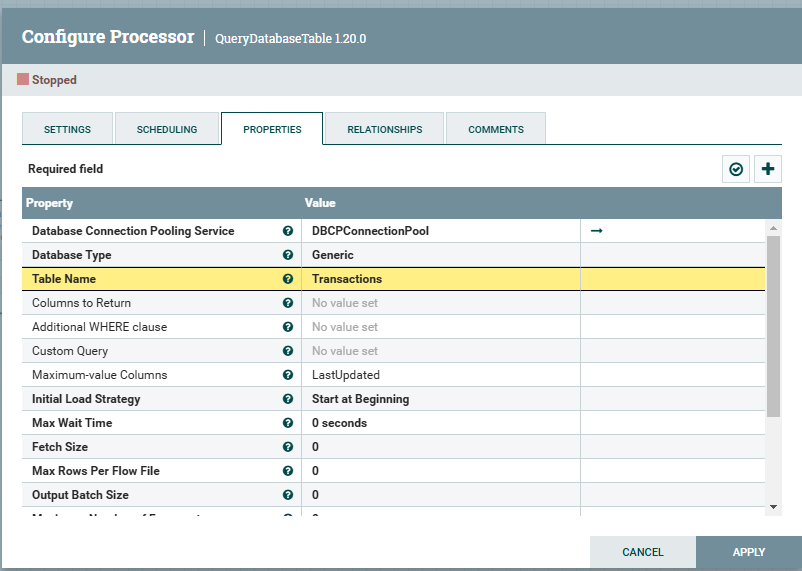 Configure Processor | QueryDatabaseTable 1.20.0
Stopped
SETTINGS SCHEDULING PROPERTIES RELATIONSHIPS COMMENTS
Required field
Property Value
Database Connection Pooling Service DBCPConnectionPool
Database Type Generic
Table Name Transactions
Columns to Return No value set
Additional WHERE clause No value set
Custom Query No value set
Maximum-value Columns LastUpdated
Initial Load Strategy Start at Beginning
Max Wait Time 0 seconds
Fetch Size 0
Max Rows Per Flow File 0
Output Batch Size 0
CANCEL APPLY